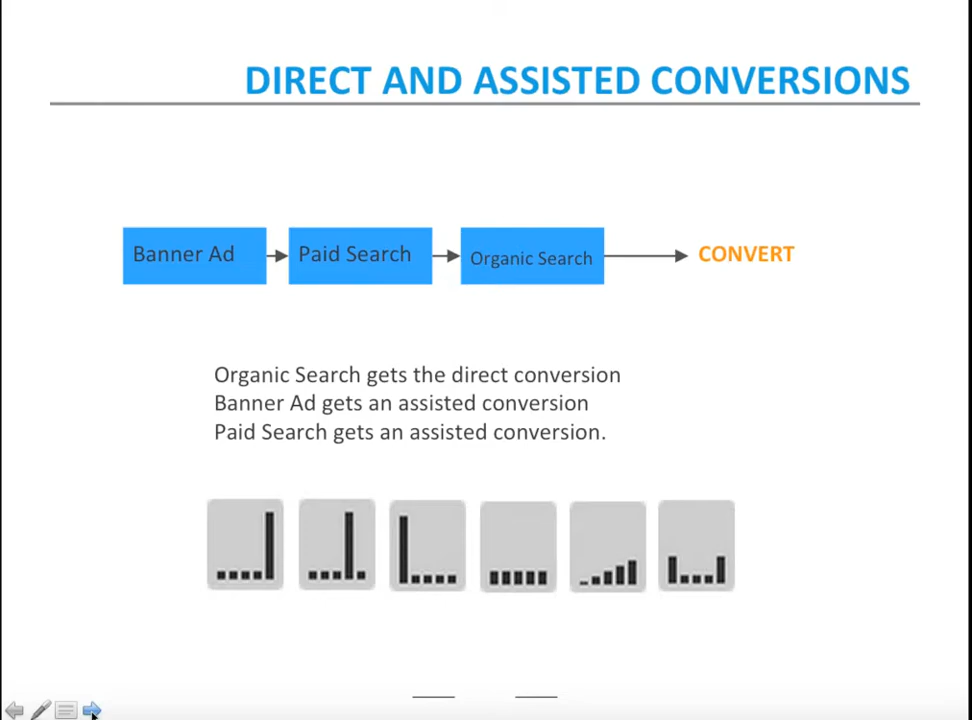 DIRECT AND ASSISTED CONVERSIONS
Banner Ad
Paid Search
Organic Search
CONVERT
Organic Search gets the direct conversion
Banner Ad gets an assisted conversion
Paid Search gets an assisted conversion.